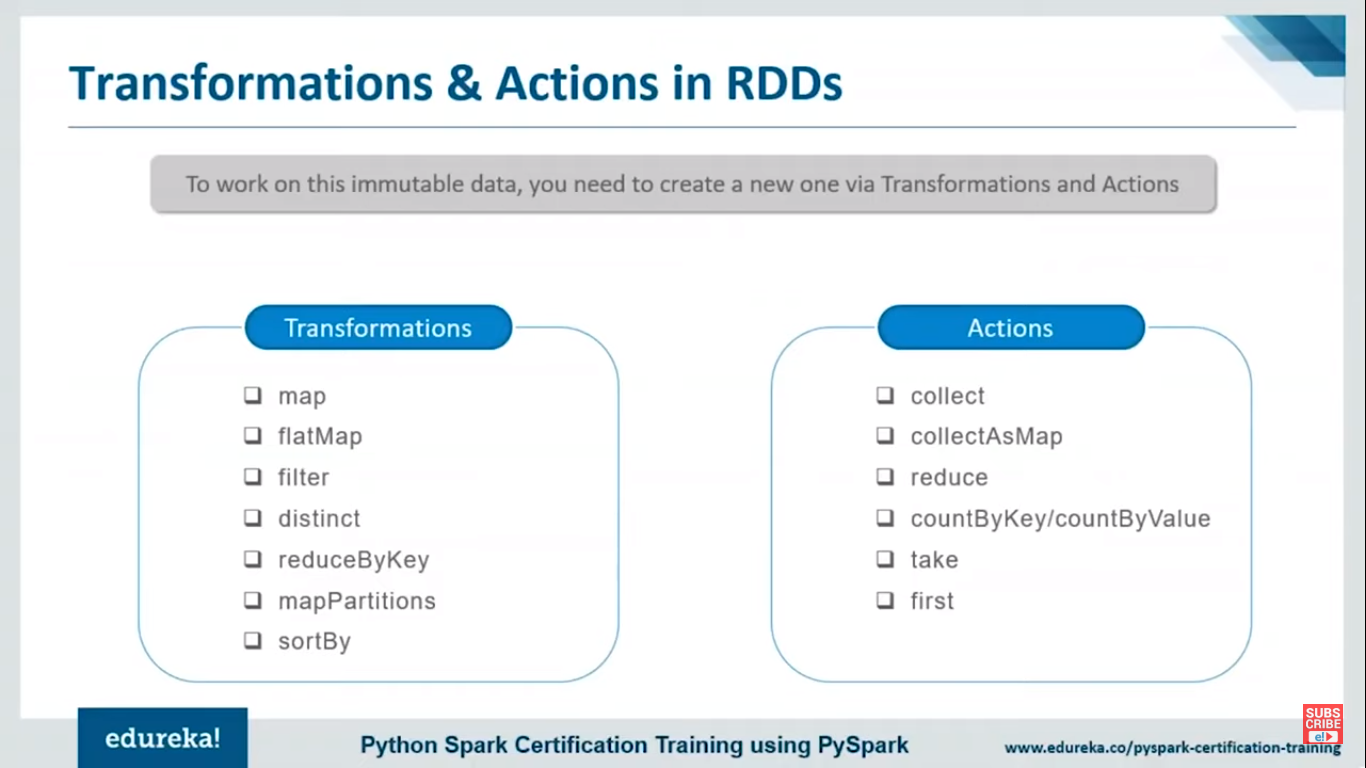 Transformations & Actions in RDDs
To work on this immutable data, you need to create a new one via Transformations and Actions
Transformations
map
flatMap
filter
distinct
reduceByKey
mapPartitions
sortBy
Actions
collect
collectAsMap
reduce
countByKey/countByValue
take
first
edureka!
Python Spark Certification Training using PySpark
www.edureka.co/pyspark-certification-training
SUBS
CRIBE
e!